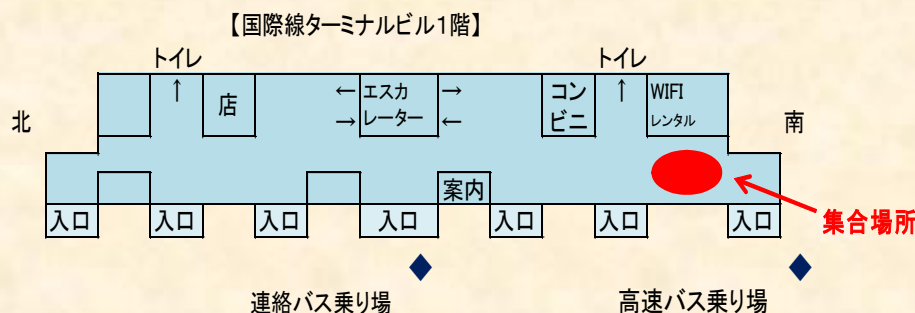 【国際線ターミナルビル1階】
トイレ
トイレ
↑
店
←エスカ→
→レーター←
コン
ビニ
↑
WIFI
レンタル
北
南
案内
入口
入口
入口
入口
入口
入口
入口
集合場所
連絡バス乗り場
高速バス乗り場